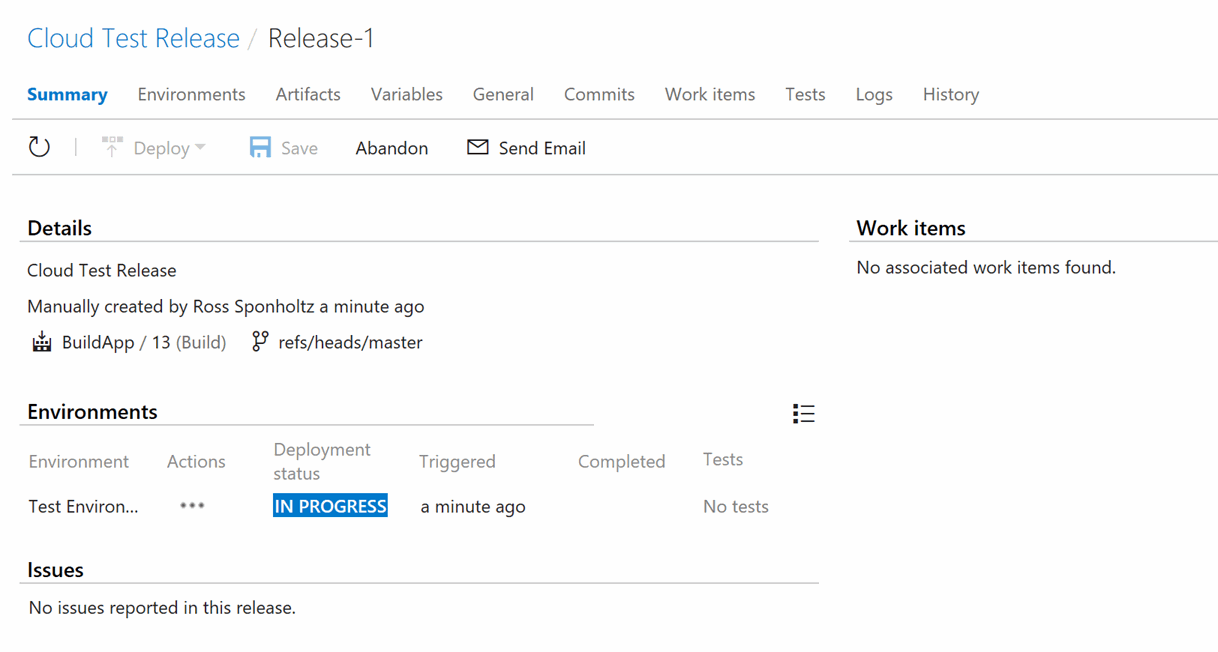 Cloud Test Release / Release-1
Summary Environments Artifacts Variables General Commits Work items Tests Logs History
Deploy Save Abandon Send Email
Details
Cloud Test Release
Manually created by Ross Sponholtz a minute ago
BuildApp / 13 (Build) refs/heads/master
Work items
No associated work items found.
Environments
Environment Actions Deployment status Triggered Completed Tests
Test Environ... IN PROGRESS a minute ago No tests
Issues
No issues reported in this release.